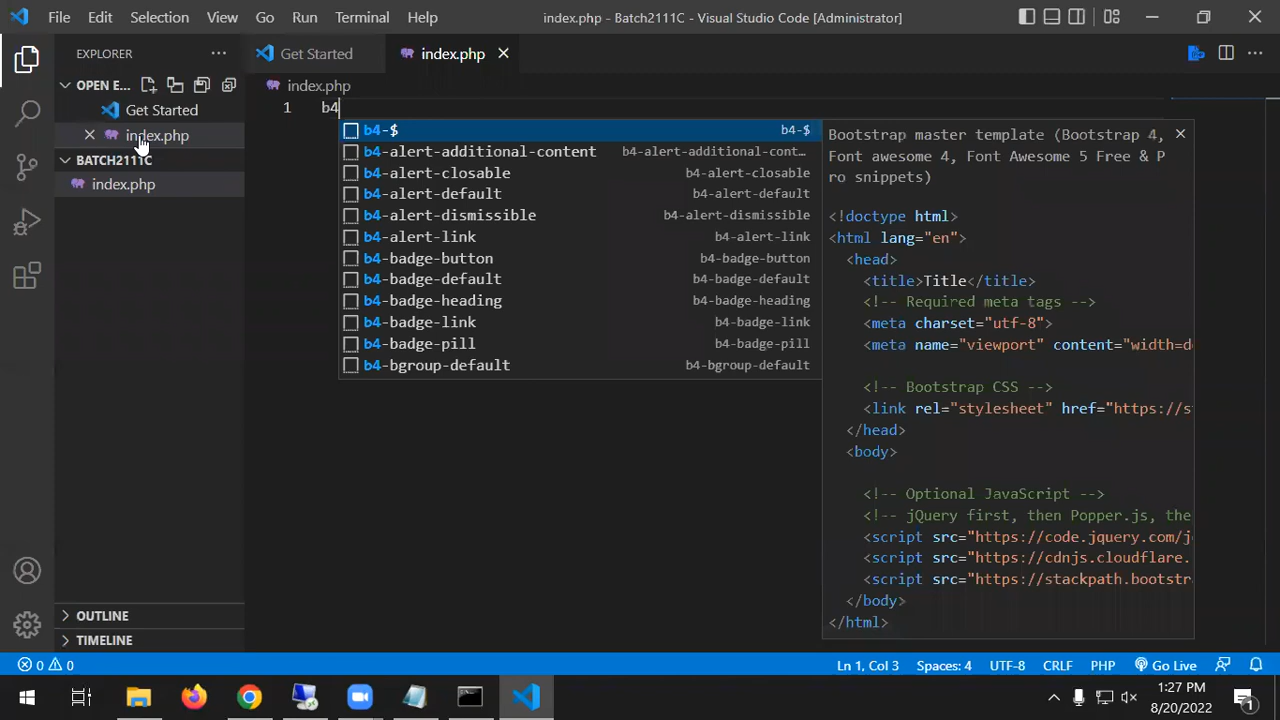 File Edit Selection View Go Run Terminal Help index.php - Batch2111C - Visual Studio Code [Administrator]
EXPLORER
OPEN E...
Get Started
index.php
BATCH2111C
index.php
OUTLINE
TIMELINE
Get Started index.php
index.php
1 b4
b4-$ b4-$
b4-alert-additional-content b4-alert-additional-cont...
b4-alert-closable b4-alert-closable
b4-alert-default b4-alert-default
b4-alert-dismissible b4-alert-dismissible
b4-alert-link b4-alert-link
b4-badge-button b4-badge-button
b4-badge-default b4-badge-default
b4-badge-heading b4-badge-heading
b4-badge-link b4-badge-link
b4-badge-pill b4-badge-pill
b4-bgroup-default b4-bgroup-default
Bootstrap master template (Bootstrap 4,
Font awesome 4, Font Awesome 5 Free & P
ro snippets)
<!doctype html>
<html lang="en">
<head>
<title>Title</title>
<!-- Required meta tags -->
<meta charset="utf-8">
<meta name="viewport" content="width=de
<!-- Bootstrap CSS -->
<link rel="stylesheet" href="https://st
</head>
<body>
<!-- Optional JavaScript -->
<!-- jQuery first, then Popper.js, the
<script src="https://code.jquery.com/j
<script src="https://cdnjs.cloudflare.
<script src="https://stackpath.bootstr
</body>
</html>
0 0 Ln 1, Col 3 Spaces: 4 UTF-8 CRLF PHP Go Live
1:27 PM
8/20/2022
1